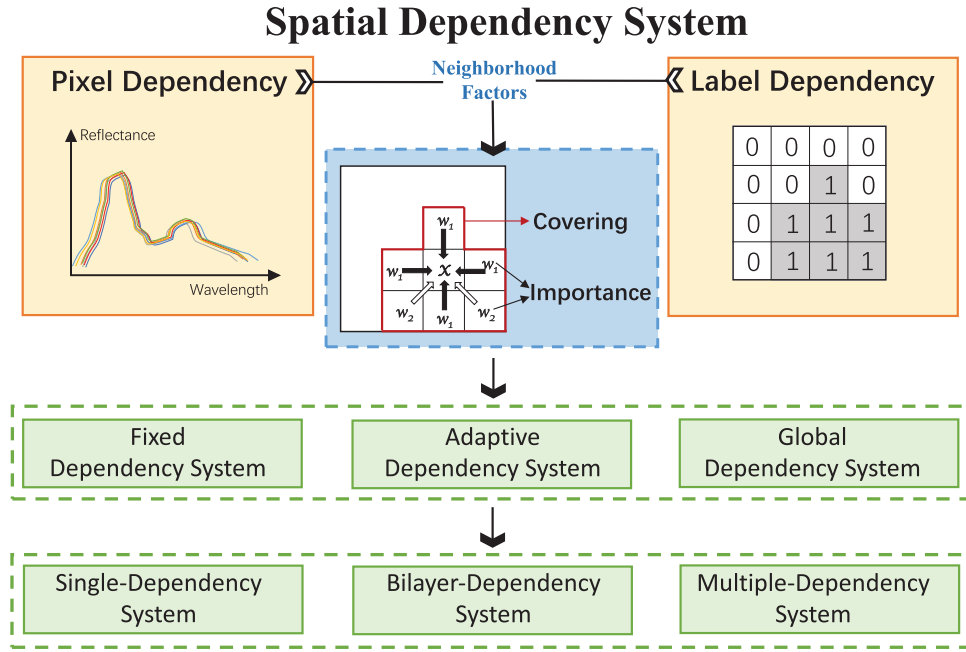 Spatial Dependency System
Pixel Dependency
Neighborhood
Factors
Label Dependency
Reflectance
Wavelength
w1
Covering
w1
x
w1
Importance
w2
w1
w2
0 0 0 0
0 0 1 0
0 1 1 1
0 1 1 1
Fixed
Dependency System
Adaptive
Dependency System
Global
Dependency System
Single-Dependency
System
Bilayer-Dependency
System
Multiple-Dependency
System